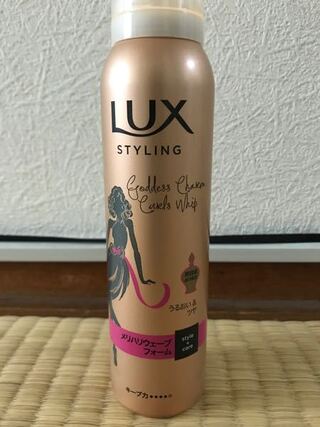 LUX
STYLING
Goddess Charm
Curls Whip
うるおい&
ツヤ
メリハリウェーブ
フォーム
style
+
care
キープ力★★★★☆